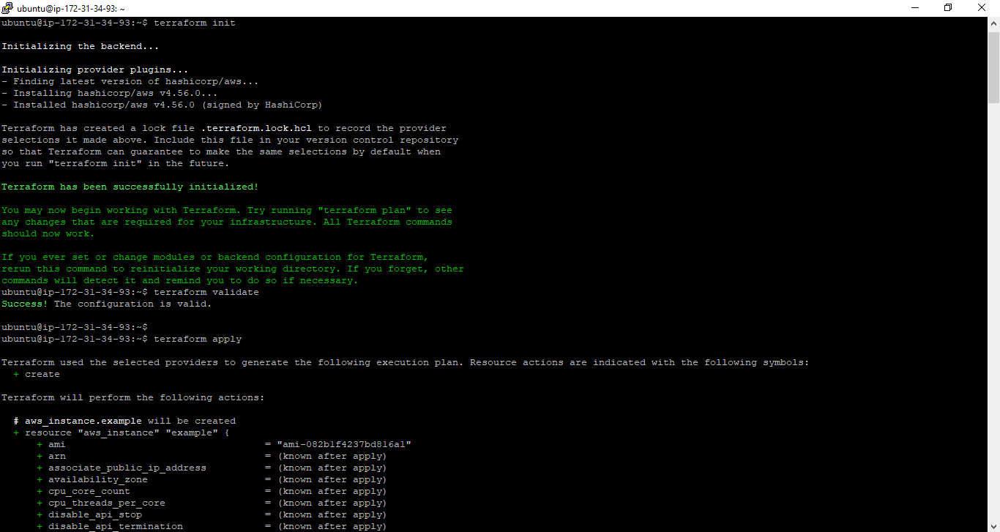 ubuntu@ip-172-31-34-93: ~
ubuntu@ip-172-31-34-93:~$ terraform init
Initializing the backend...
Initializing provider plugins...
- Finding latest version of hashicorp/aws...
- Installing hashicorp/aws v4.56.0...
- Installed hashicorp/aws v4.56.0 (signed by HashiCorp)
Terraform has created a lock file .terraform.lock.hcl to record the provider
selections it made above. Include this file in your version control repository
so that Terraform can guarantee to make the same selections by default when
you run "terraform init" in the future.
Terraform has been successfully initialized!
You may now begin working with Terraform. Try running "terraform plan" to see
any changes that are required for your infrastructure. All Terraform commands
should now work.
If you ever set or change modules or backend configuration for Terraform,
rerun this command to reinitialize your working directory. If you forget, other
commands will detect it and remind you to do so if necessary.
ubuntu@ip-172-31-34-93:~$ terraform validate
Success! The configuration is valid.
ubuntu@ip-172-31-34-93:~$
ubuntu@ip-172-31-34-93:~$ terraform apply
Terraform used the selected providers to generate the following execution plan. Resource actions are indicated with the following symbols:
  + create
Terraform will perform the following actions:
  # aws_instance.example will be created
  + resource "aws_instance" "example" {
      + ami                                  = "ami-082b1f4237bd816a1"
      + arn                                  = (known after apply)
      + associate_public_ip_address          = (known after apply)
      + availability_zone                    = (known after apply)
      + cpu_core_count                       = (known after apply)
      + cpu_threads_per_core                 = (known after apply)
      + disable_api_stop                     = (known after apply)
      + disable_api_termination              = (known after apply)